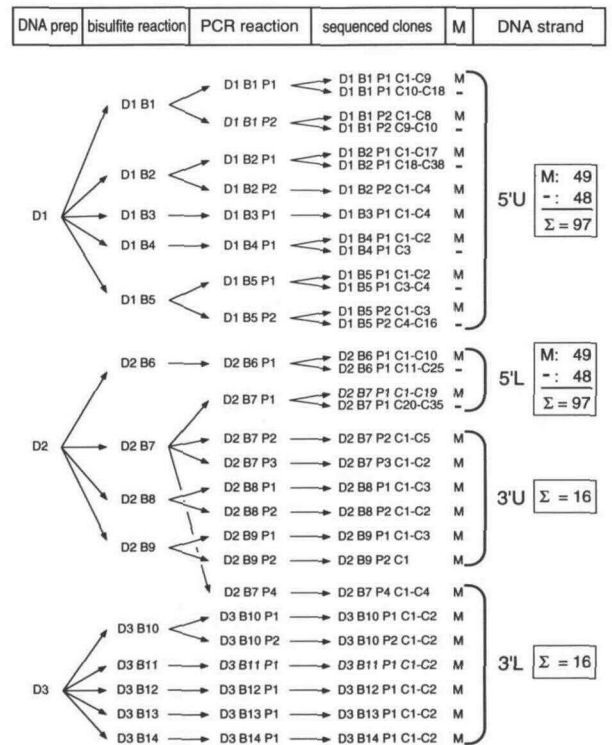 DNA prep bisulfite reaction PCR reaction sequenced clones M DNA strand
D1 B1 P1 D1 B1 P1 C1-C9 M
D1 B1 P1 C10-C18 -
D1 B1
D1 B1 P2 D1 B1 P2 C1-C8 M
D1 B1 P2 C9-C10 -
D1 B2 P1 D1 B2 P1 C1-C17 M
D1 B2 P1 C18-C38 -
D1 B2
D1 B2 P2 D1 B2 P2 C1-C4 M
D1 D1 B3 D1 B3 P1 D1 B3 P1 C1-C4 M
D1 B4 D1 B4 P1 D1 B4 P1 C1-C2 M
D1 B4 P1 C3 -
D1 B5 P1 D1 B5 P1 C1-C2 M
D1 B5 P1 C3-C4 -
D1 B5
D1 B5 P2 D1 B5 P2 C1-C3 M
D1 B5 P2 C4-C16 -
5'U
M: 49
-: 48
Σ = 97
D2 B6 D2 B6 P1 D2 B6 P1 C1-C10 M
D2 B6 P1 C11-C25 -
D2 B7 P1 D2 B7 P1 C1-C19 M
D2 B7 P1 C20-C35 -
5'L
M: 49
-: 48
Σ = 97
D2 D2 B7 D2 B7 P2 D2 B7 P2 C1-C5 M
D2 B7 P3 D2 B7 P3 C1-C2 M
D2 B8 P1 D2 B8 P1 C1-C3 M
D2 B8
D2 B8 P2 D2 B8 P2 C1-C2 M
D2 B9 P1 D2 B9 P1 C1-C3 M
D2 B9
D2 B9 P2 D2 B9 P2 C1 M
3'U Σ = 16
D2 B7 P4 D2 B7 P4 C1-C4 M
D3 B10 P1 D3 B10 P1 C1-C2 M
D3 B10
D3 B10 P2 D3 B10 P2 C1-C2 M
D3 B11 D3 B11 P1 D3 B11 P1 C1-C2 M
D3 D3 B12 D3 B12 P1 D3 B12 P1 C1-C2 M
D3 B13 D3 B13 P1 D3 B13 P1 C1-C2 M
D3 B14 D3 B14 P1 D3 B14 P1 C1-C2 M
3'L Σ = 16